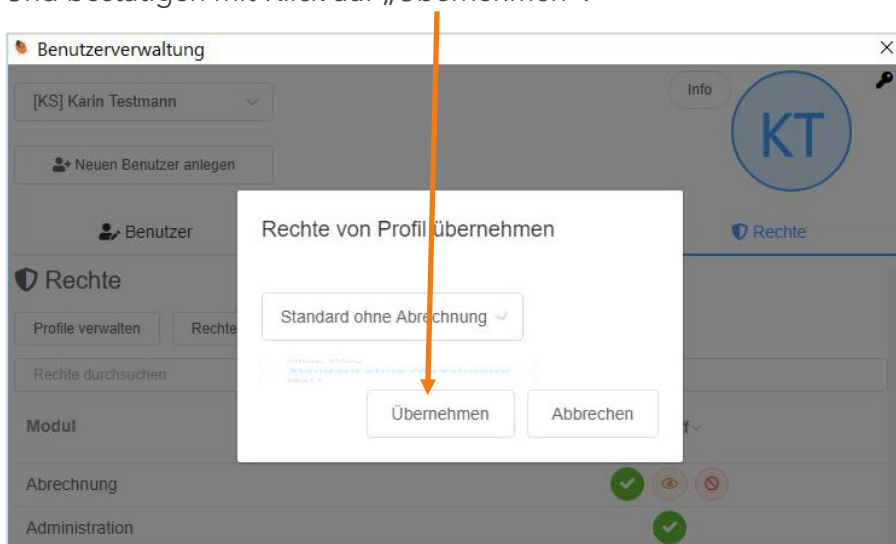 und bestätigen mit Klick auf „Übernehmen“.
Benutzerverwaltung
[KS] Karin Testmann
Info
KT
Neuen Benutzer anlegen
Benutzer
Rechte von Profil übernehmen
Rechte
Rechte
Profile verwalten
Rechte
Standard ohne Abrechnung
Rechte durchsuchen
Übernehmen
Abbrechen
Modul
Abrechnung
Administration